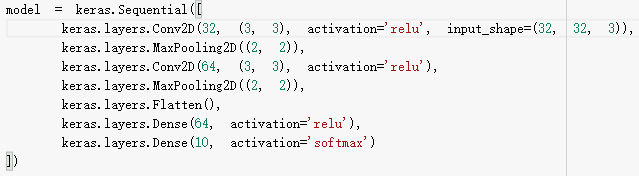 model = keras.Sequential([
    keras.layers.Conv2D(32, (3, 3), activation='relu', input_shape=(32, 32, 3)),
    keras.layers.MaxPooling2D((2, 2)),
    keras.layers.Conv2D(64, (3, 3), activation='relu'),
    keras.layers.MaxPooling2D((2, 2)),
    keras.layers.Flatten(),
    keras.layers.Dense(64, activation='relu'),
    keras.layers.Dense(10, activation='softmax')
])